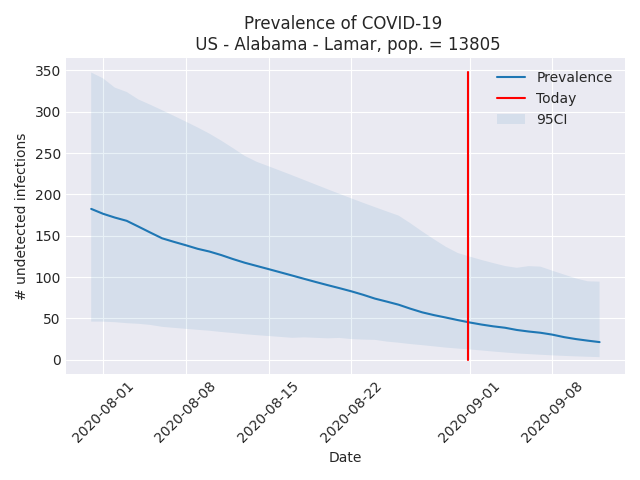 Prevalence of COVID-19
US - Alabama - Lamar, pop. = 13805
350
300
250
200
150
100
50
0
# undetected infections
Prevalence
Today
95CI
2020-08-01
2020-08-08
2020-08-15
2020-08-22
2020-09-01
2020-09-08
Date